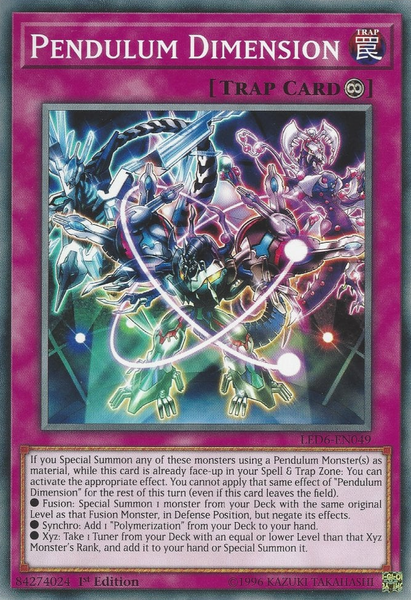 PENDULUM DIMENSION
TRAP
罠
[TRAP CARD ]
LED6-EN049
If you Special Summon any of these monsters using a Pendulum Monster(s) as
material, while this card is already face-up in your Spell & Trap Zone: You can
activate the appropriate effect. You cannot apply that same effect of "Pendulum
Dimension" for the rest of this turn (even if this card leaves the field).
● Fusion: Special Summon 1 monster from your Deck with the same original
Level as that Fusion Monster, in Defense Position, but negate its effects.
● Synchro: Add 1 "Polymerization" from your Deck to your hand.
● Xyz: Take 1 Tuner from your Deck with an equal or lower Level than that Xyz
Monster's Rank, and add it to your hand or Special Summon it.
84274024 1st Edition
©1996 KAZUKI TAKAHASHI